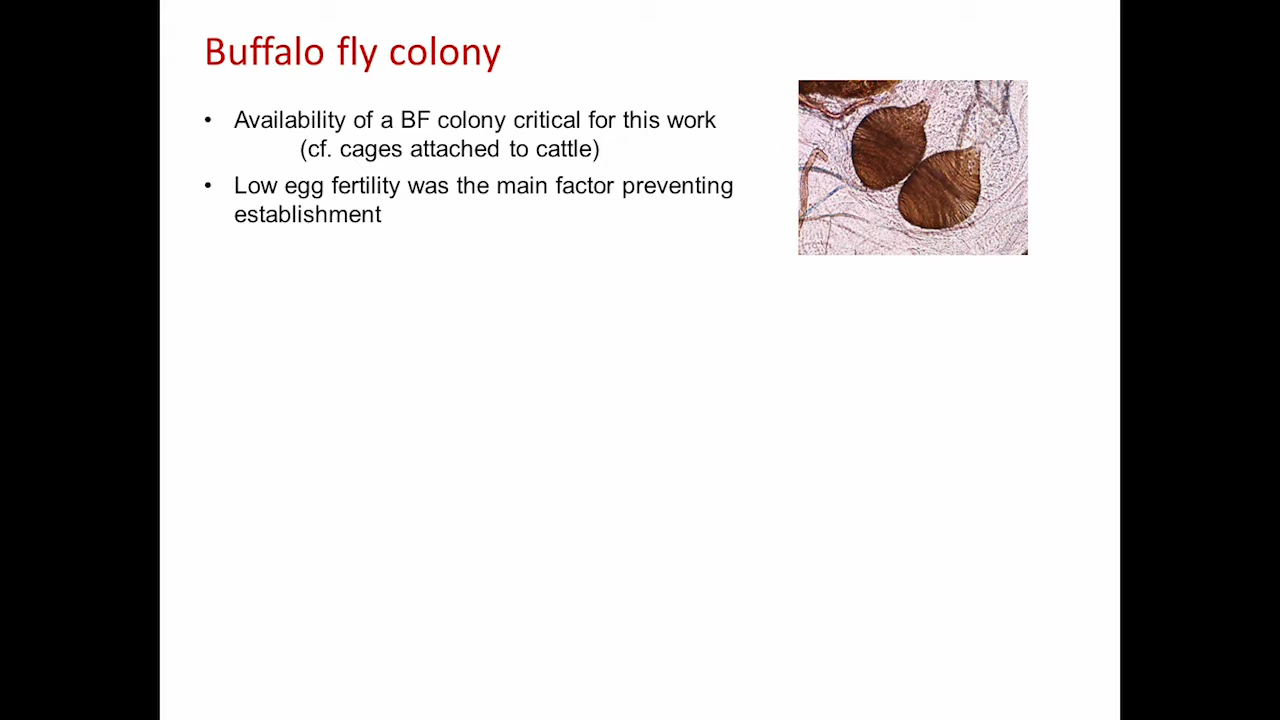 Buffalo fly colony
• Availability of a BF colony critical for this work
(cf. cages attached to cattle)
• Low egg fertility was the main factor preventing
establishment